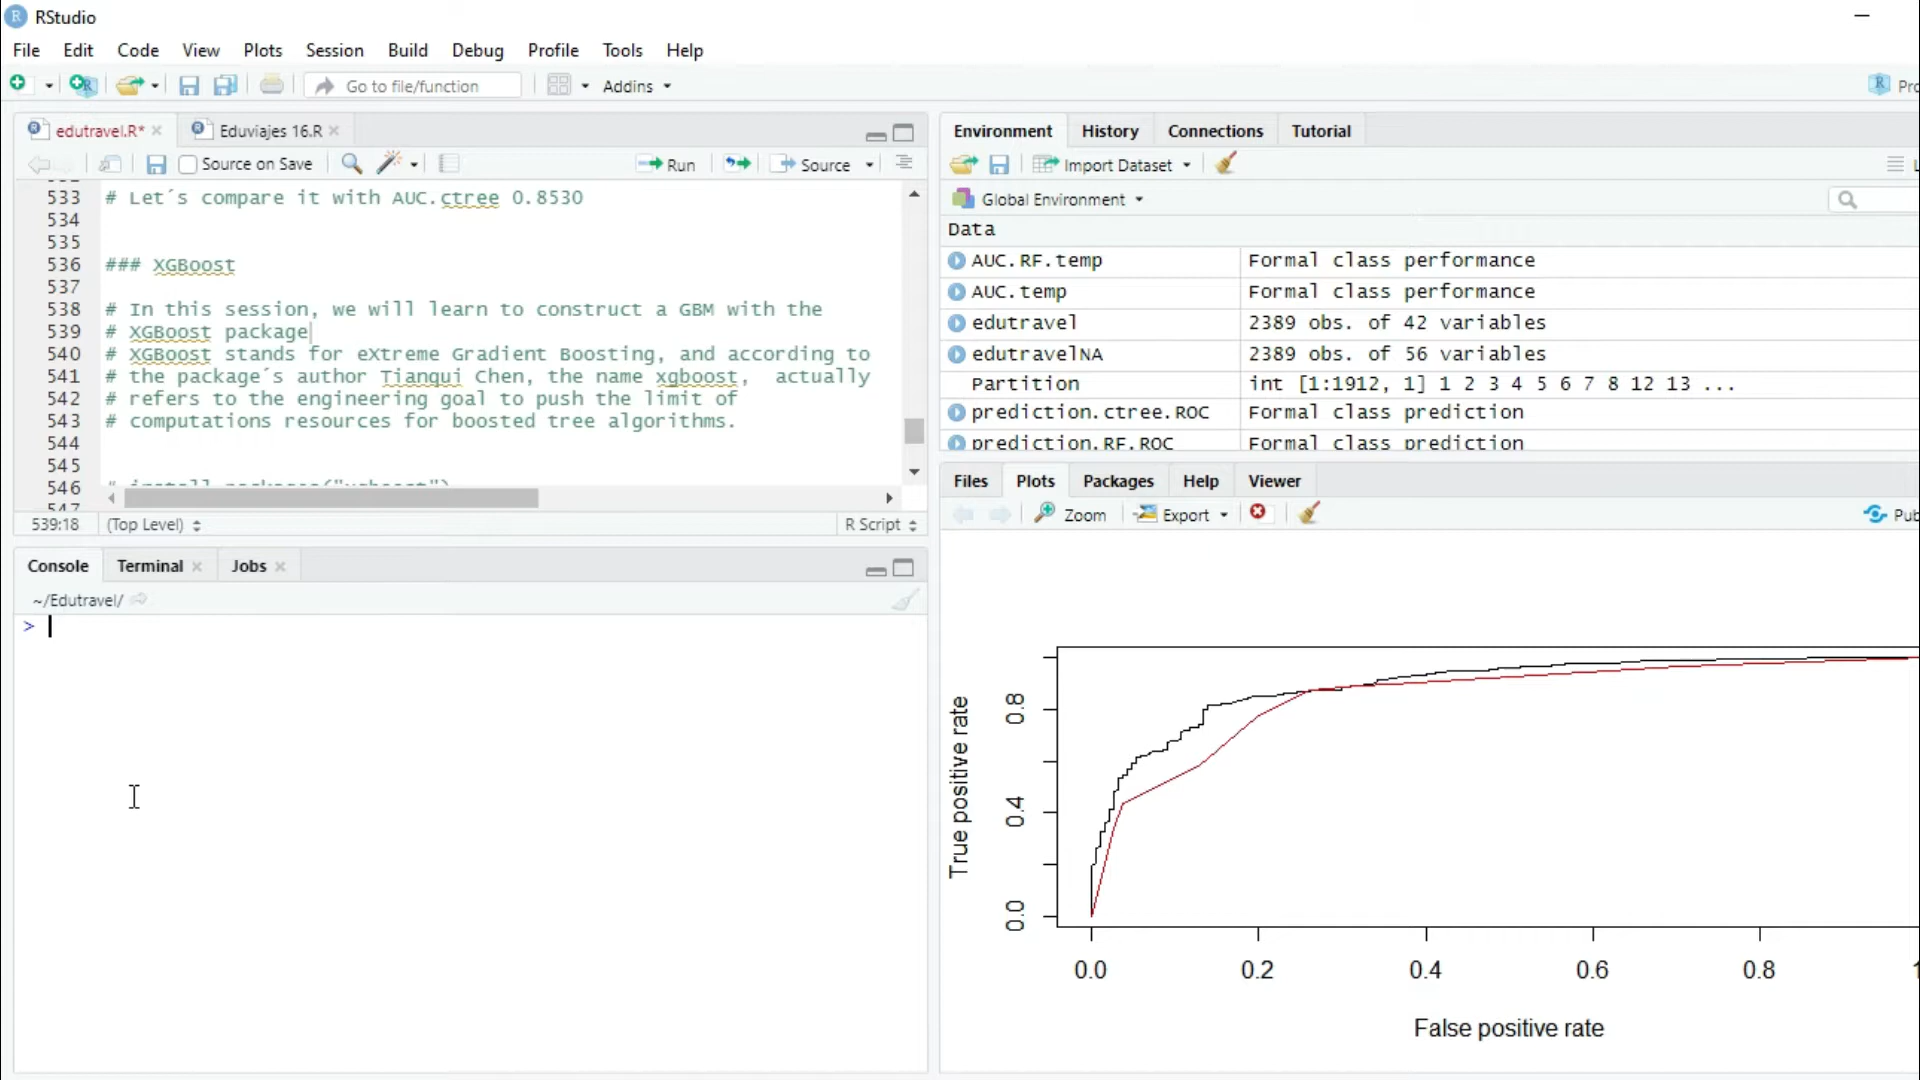 RStudio
File Edit Code View Plots Session Build Debug Profile Tools Help
Go to file/function Addins
edutravel.R* Eduviajes 16.R
Source on Save Run Source
533 # Let´s compare it with AUC.ctree 0.8530
534
535
536 ### XGBoost
537
538 # In this session, we will learn to construct a GBM with the
539 # XGBoost package
540 # XGBoost stands for eXtreme Gradient Boosting, and according to
541 # the package´s author Tianqui Chen, the name xgboost, actually
542 # refers to the engineering goal to push the limit of
543 # computations resources for boosted tree algorithms.
544
545
546 # install.packages("xgboost")
547
539:18 (Top Level) R Script
Console Terminal Jobs
~/Edutravel/
>
Environment History Connections Tutorial
Import Dataset
Global Environment
Data
AUC.RF.temp Formal class performance
AUC.temp Formal class performance
edutravel 2389 obs. of 42 variables
edutravelNA 2389 obs. of 56 variables
Partition int [1:1912, 1] 1 2 3 4 5 6 7 8 12 13 ...
prediction.ctree.ROC Formal class prediction
prediction.RF.ROC Formal class prediction
Files Plots Packages Help Viewer
Zoom Export
True positive rate
0.8
0.4
0.0
0.0 0.2 0.4 0.6 0.8
False positive rate